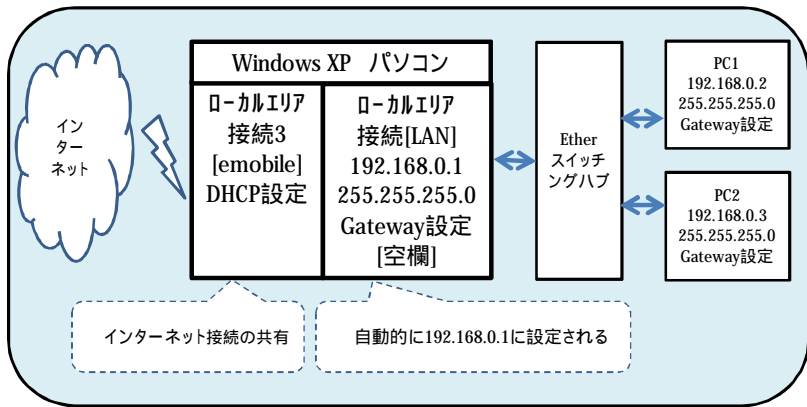 イン
ター
ネット
Windows XP パソコン
ローカルエリア
接続3
[emobile]
DHCP設定
ローカルエリア
接続[LAN]
192.168.0.1
255.255.255.0
Gateway設定
[空欄]
Ether
スイッチ
ングハブ
PC1
192.168.0.2
255.255.255.0
Gateway設定
PC2
192.168.0.3
255.255.255.0
Gateway設定
インターネット接続の共有
自動的に192.168.0.1に設定される